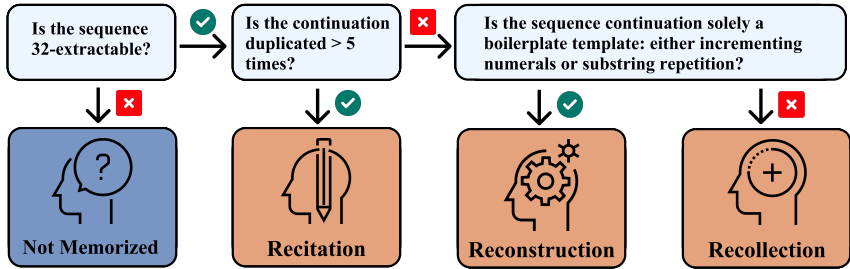 Is the sequence
32-extractable?
Is the continuation
duplicated > 5
times?
Is the sequence continuation solely a
boilerplate template: either incrementing
numerals or substring repetition?
?
Not Memorized
Recitation
Reconstruction
Recollection